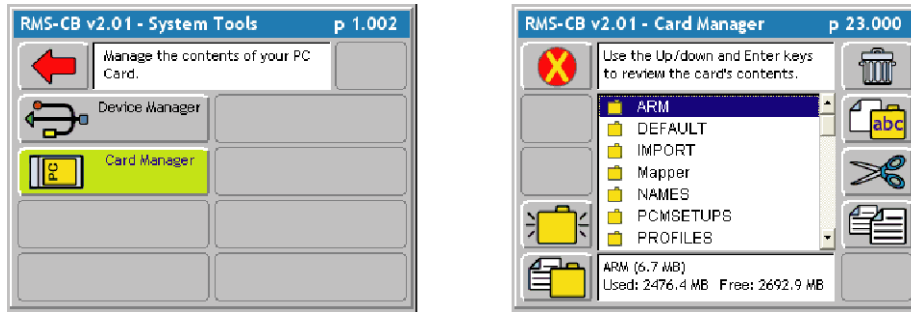 RMS-CB v2.01 - System Tools p 1.002
Manage the contents of your PC
Card.
Device Manager
Card Manager
PC
RMS-CB v2.01 - Card Manager p 23.000
Use the Up/down and Enter keys
to review the card's contents.
ARM
DEFAULT
abc
IMPORT
Mapper
NAMES
PCMSETUPS
PROFILES
ARM (6.7 MB)
Used: 2476.4 MB Free: 2692.9 MB